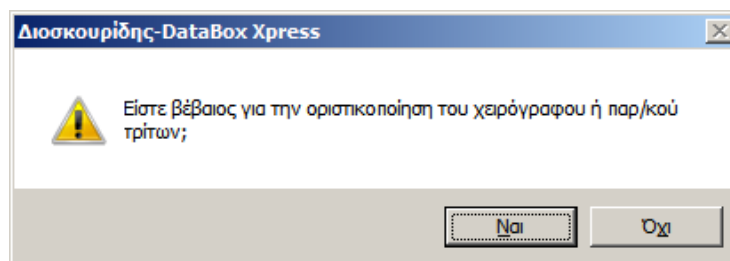 Διοσκουρίδης-DataBox Xpress
Είστε βέβαιος για την οριστικοποίηση του χειρόγραφου ή παρ/κού
τρίτων;
Ναι Όχι